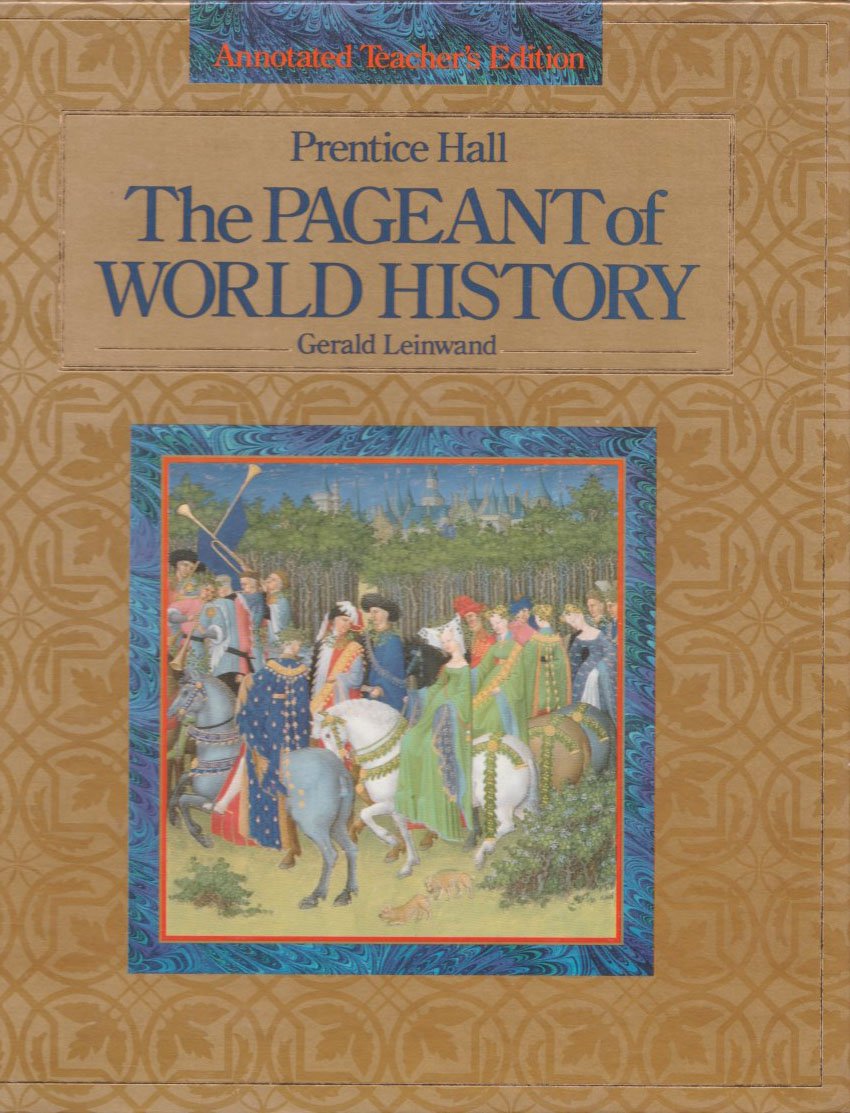 Annotated Teacher's Edition
Prentice Hall
The PAGEANT of
WORLD HISTORY
Gerald Leinwand